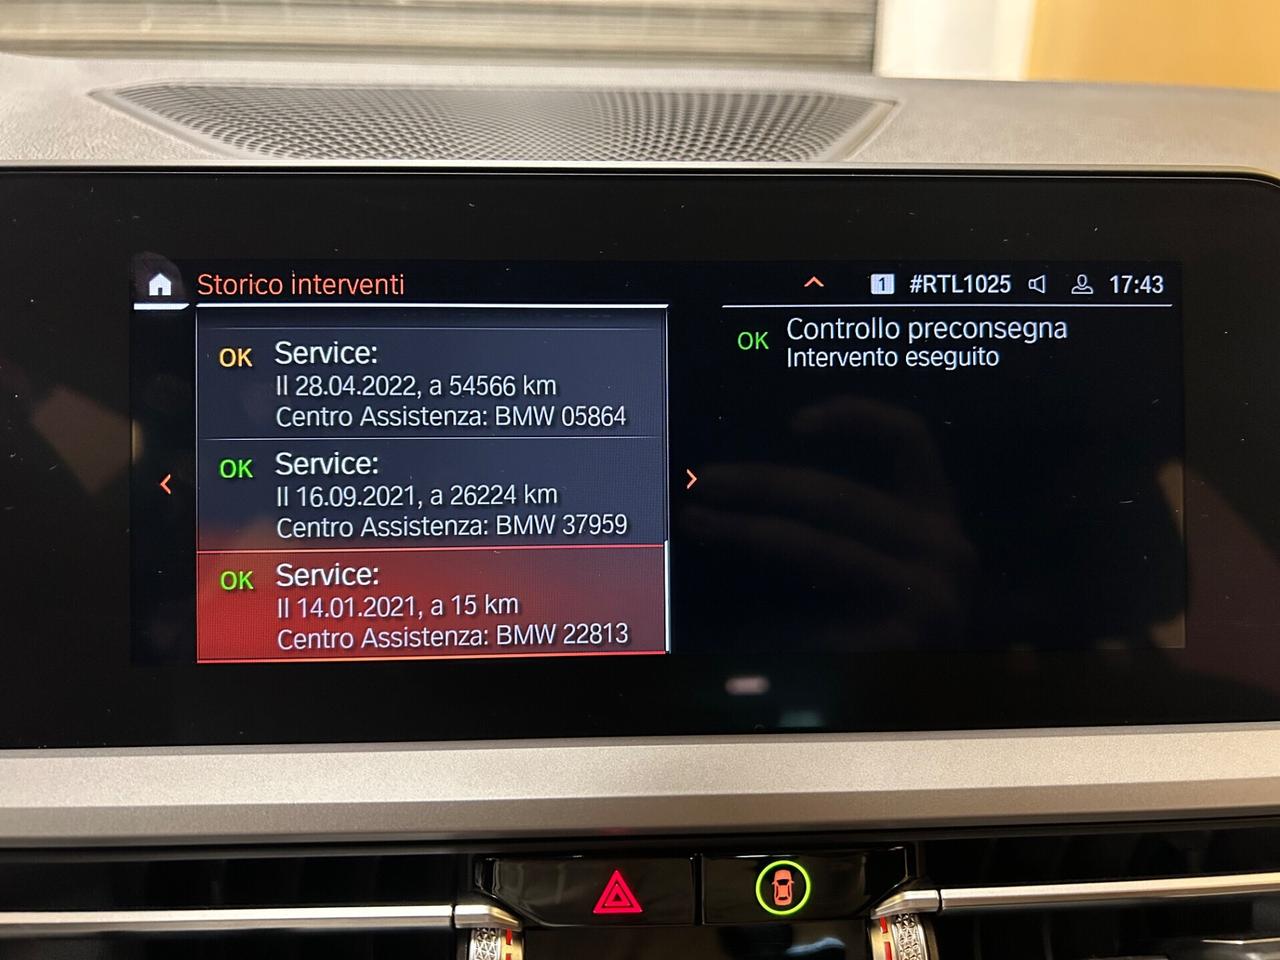 Storico interventi
1 #RTL1025 17:43
OK Service:
Il 28.04.2022, a 54566 km
Centro Assistenza: BMW 05864
OK Service:
Il 16.09.2021, a 26224 km
Centro Assistenza: BMW 37959
OK Service:
Il 14.01.2021, a 15 km
Centro Assistenza: BMW 22813
OK Controllo preconsegna
Intervento eseguito